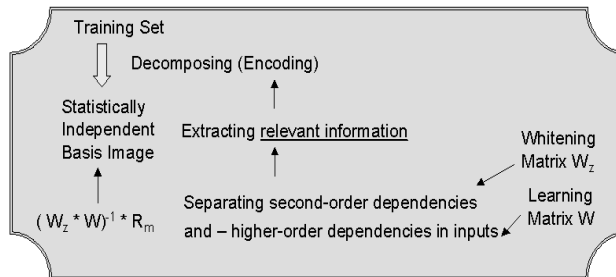 Training Set
Decomposing (Encoding)
Statistically
Independent
Basis Image
Extracting relevant information
Whitening
Matrix Wz
Separating second-order dependencies
and – higher-order dependencies in inputs
Learning
Matrix W
( Wz * W)-1 * Rm